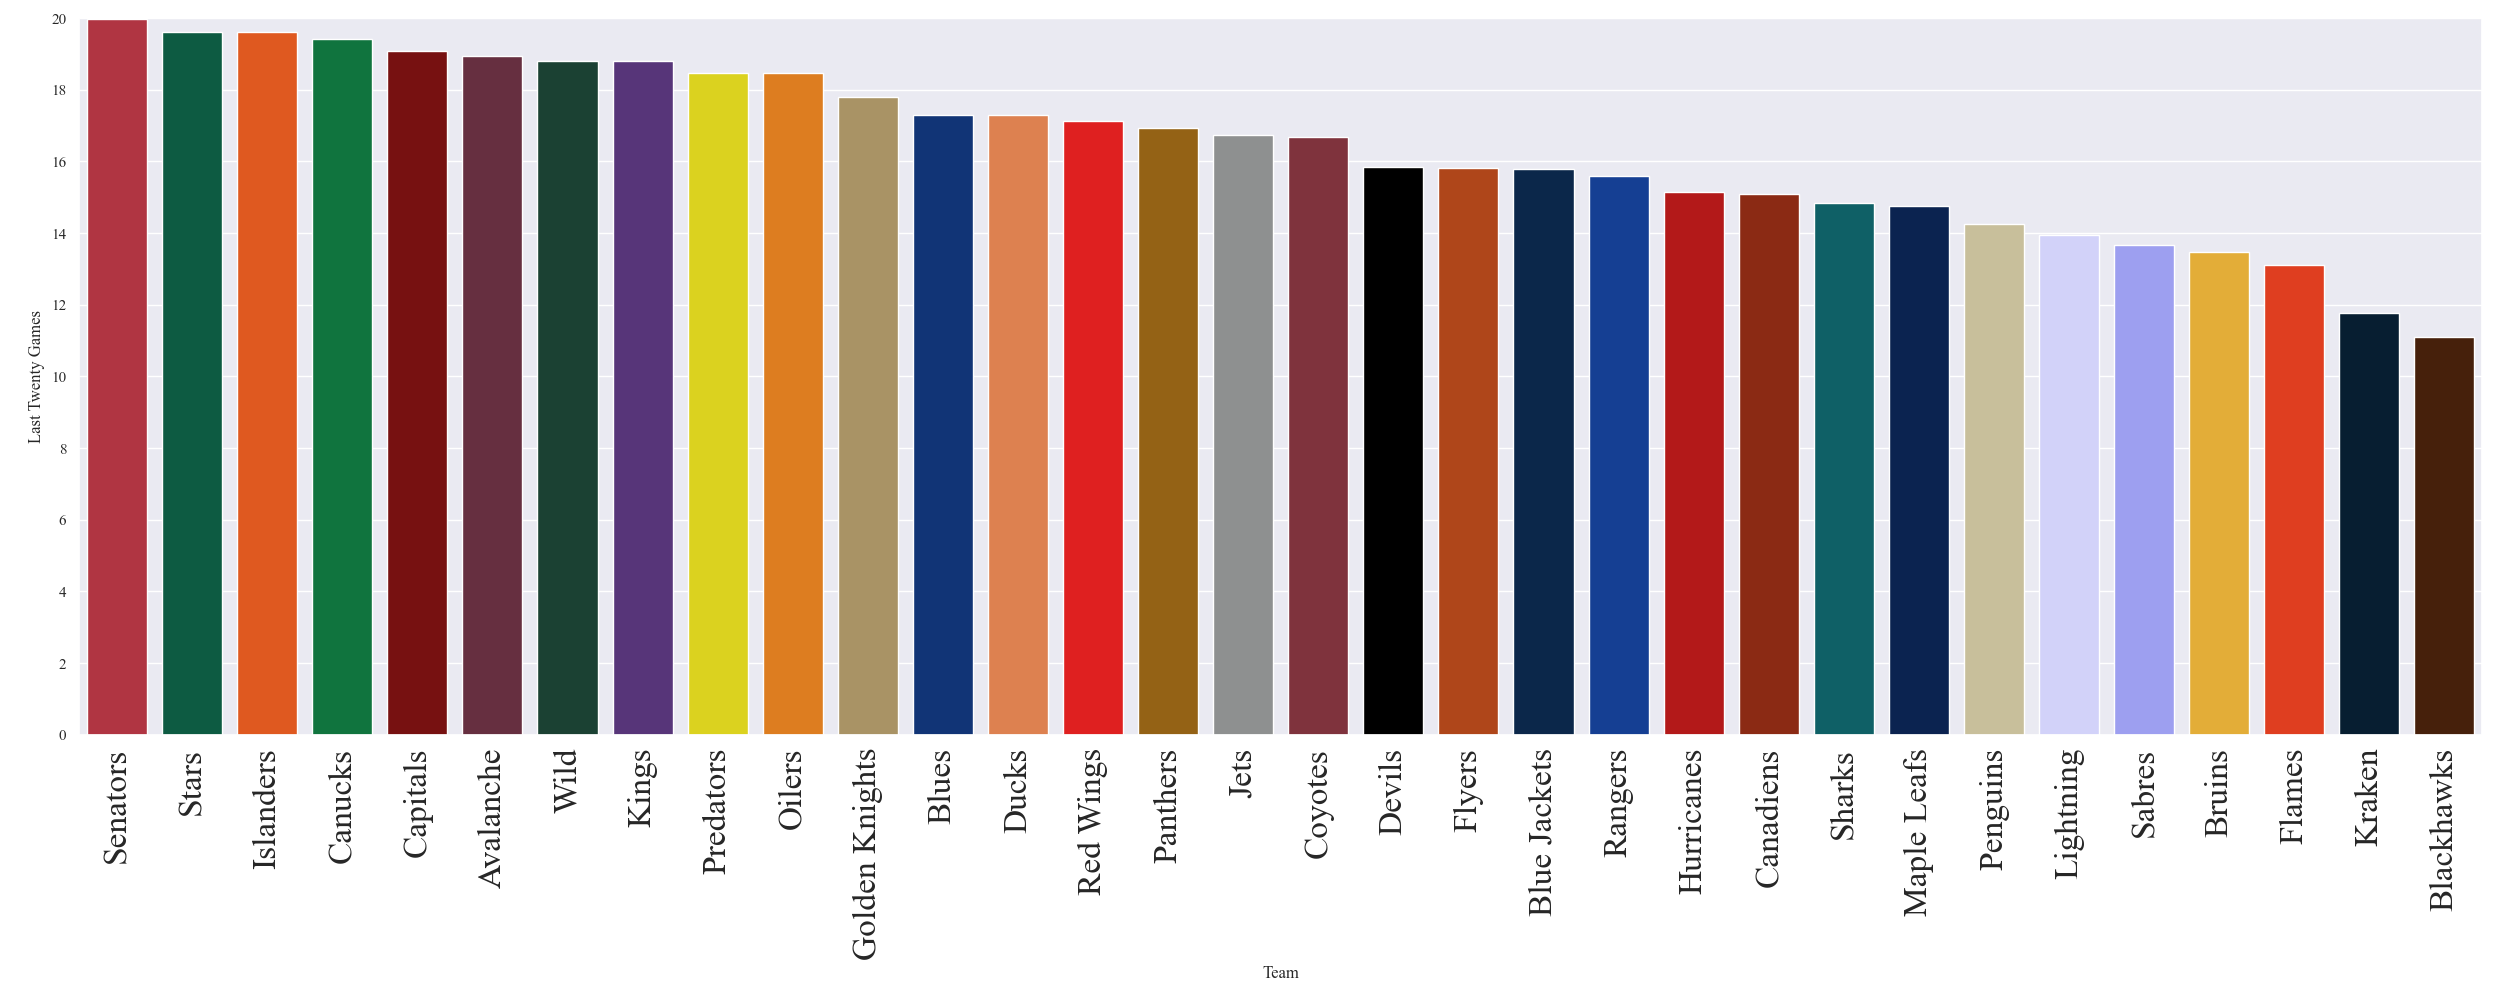 20
18
16
14
12
10
8
6
4
2
0
Last Twenty Games
Senators
Stars
Islanders
Canucks
Capitals
Avalanche
Wild
Kings
Predators
Oilers
Golden Knights
Blues
Ducks
Red Wings
Panthers
Jets
Coyotes
Devils
Flyers
Blue Jackets
Rangers
Hurricanes
Canadiens
Sharks
Maple Leafs
Penguins
Lightning
Sabres
Bruins
Flames
Kraken
Blackhawks
Team